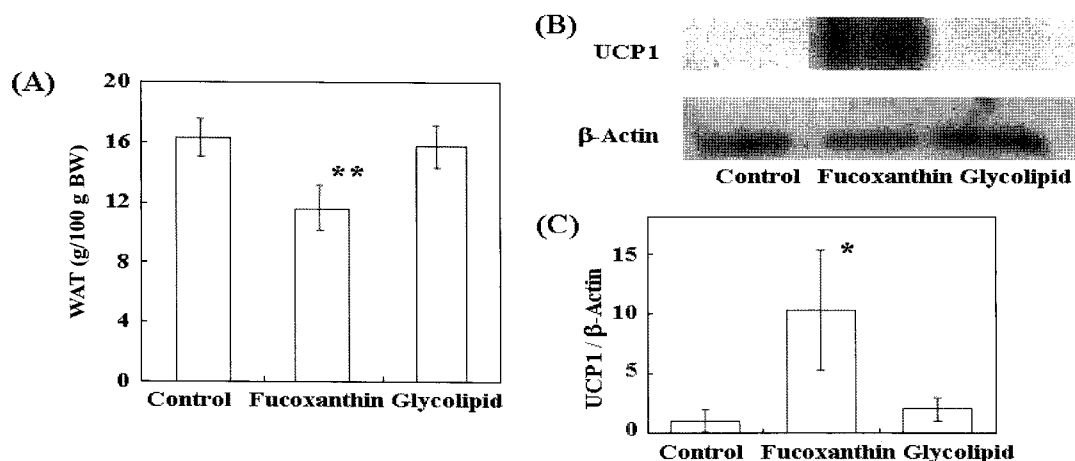 (A)
WAT (g/100 g BW)
20
16
12
8
4
0
**
Control Fucoxanthin Glycolipid
(B)
UCP1
β-Actin
Control Fucoxanthin Glycolipid
(C)
UCP1 / β-Actin
15
10
5
0
*
Control Fucoxanthin Glycolipid